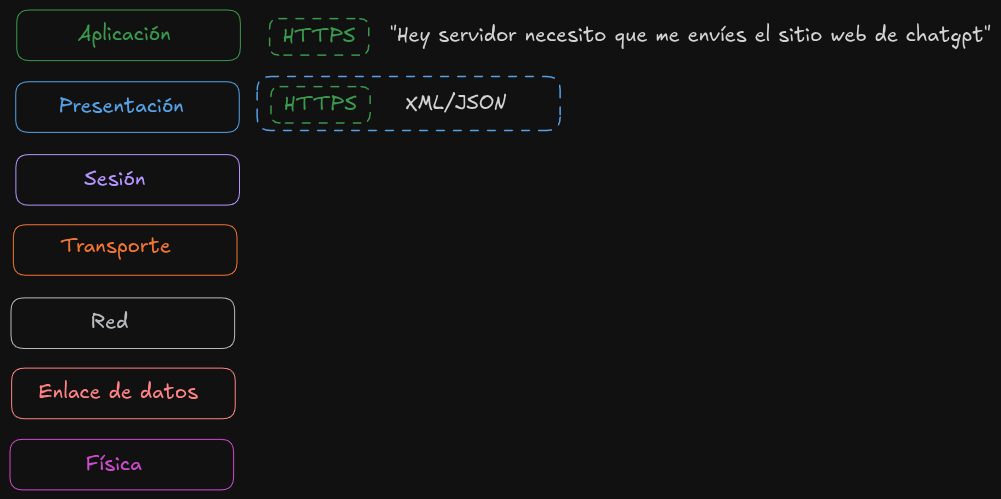 Aplicación
HTTPS "Hey servidor necesito que me envíes el sitio web de chatgpt"
Presentación
HTTPS XML/JSON
Sesión
Transporte
Red
Enlace de datos
Física